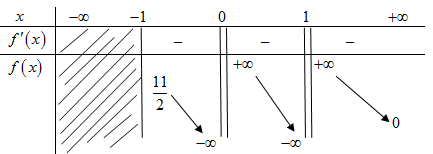 x −∞ −1 0 1 +∞
f'(x) − − −
f(x) +∞ +∞
11/2
0
−∞ −∞